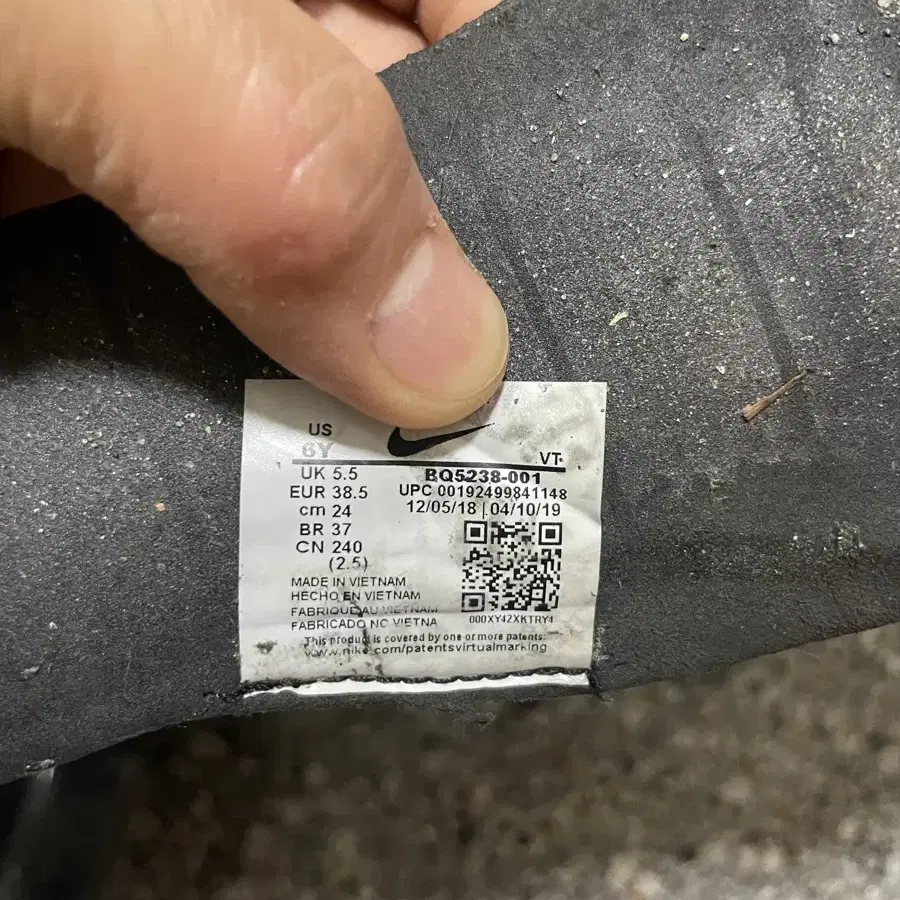 US
6Y
VT
UK 5.5
BQ5238-001
EUR 38.5
UPC 00192499841148
cm 24
12/05/18 | 04/10/19
BR 37
CN 240
(2.5)
MADE IN VIETNAM
HECHO EN VIETNAM
FABRIQUE AU VIETNAM
FABRICADO NO VIETNA
000XY42XKTRY4
This product is covered by one or more patents:
www.nike.com/patentsvirtualmarking